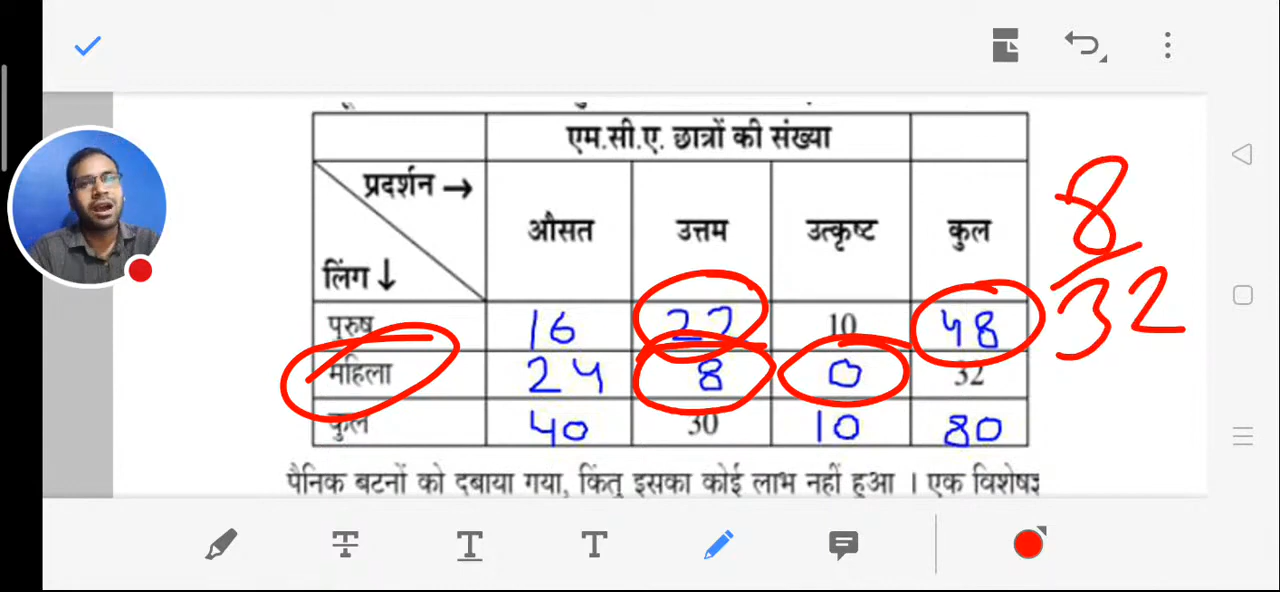 एम.सी.ए. छात्रों की संख्या
प्रदर्शन →
लिंग ↓
औसत उत्तम उत्कृष्ट कुल
पुरुष 16 22 10 48
महिला 24 8 0 32
कुल 40 30 10 80
8
32
पैनिक बटनों को दबाया गया, किंतु इसका कोई लाभ नहीं हुआ । एक विशेषज्ञ
T T T